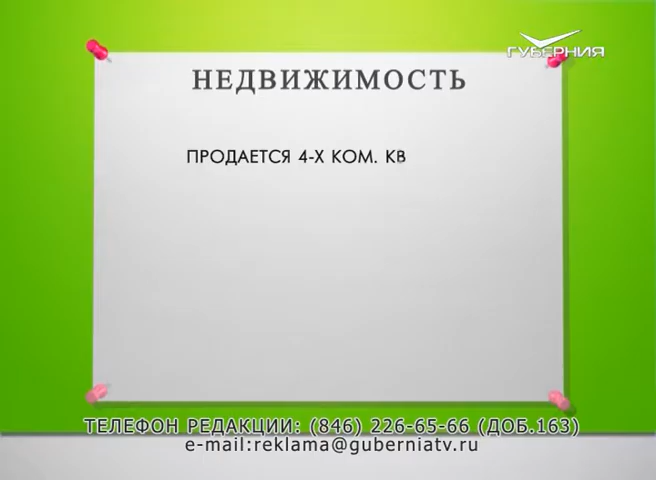 ГУБЕРНИЯ
НЕДВИЖИМОСТЬ
ПРОДАЕТСЯ 4-Х КОМ. КВ
ТЕЛЕФОН РЕДАКЦИИ: (846) 226-65-66 (ДОБ.163)
e-mail:reklama@guberniatv.ru